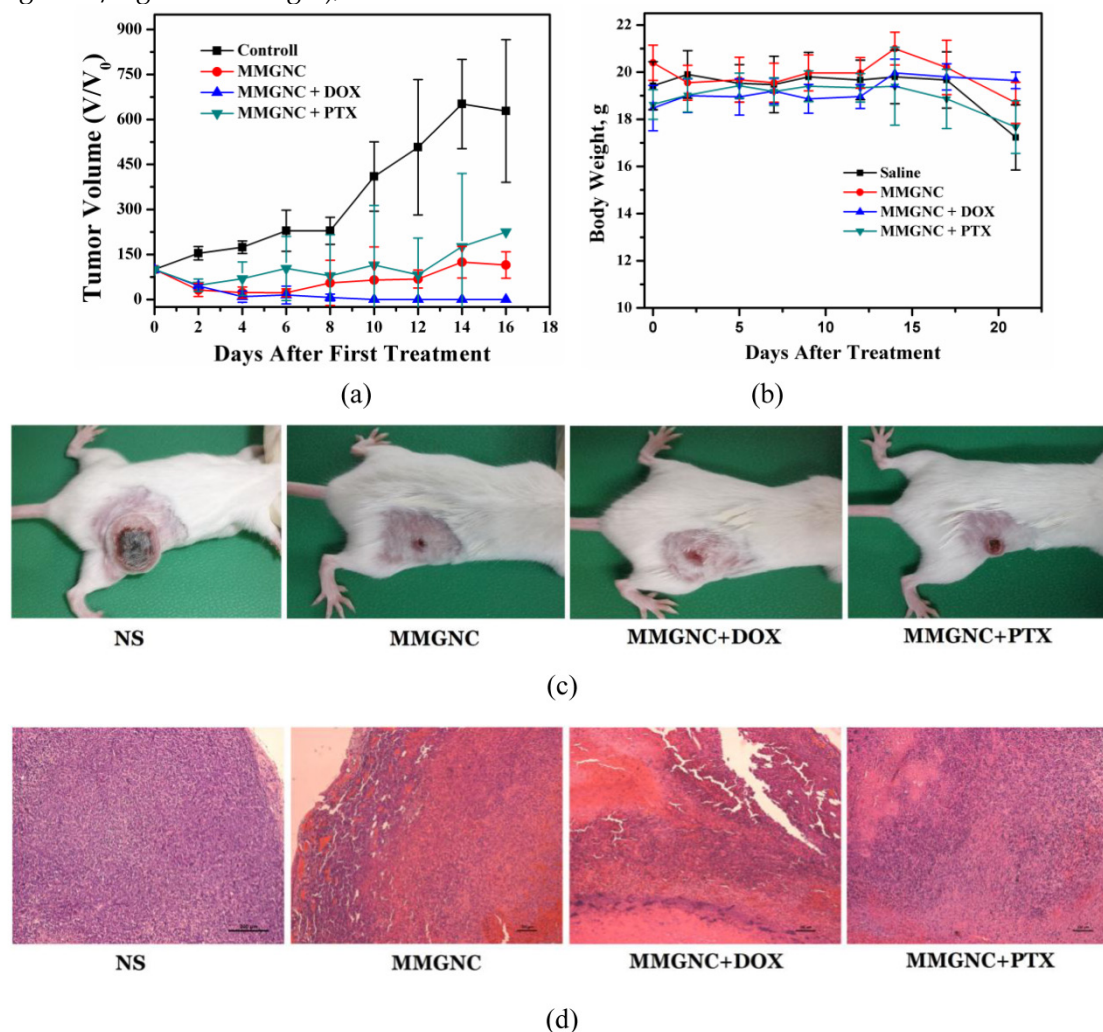 900
750
600
450
300
150
0
Tumor Volume (V/V0)
Controll
MMGNC
MMGNC + DOX
MMGNC + PTX
0 2 4 6 8 10 12 14 16 18
Days After First Treatment
(a)
22
20
18
16
14
12
10
Body Weight, g
Saline
MMGNC
MMGNC + DOX
MMGNC + PTX
0 5 10 15 20
Days After Treatment
(b)
NS MMGNC MMGNC+DOX MMGNC+PTX
(c)
NS MMGNC MMGNC+DOX MMGNC+PTX
(d)